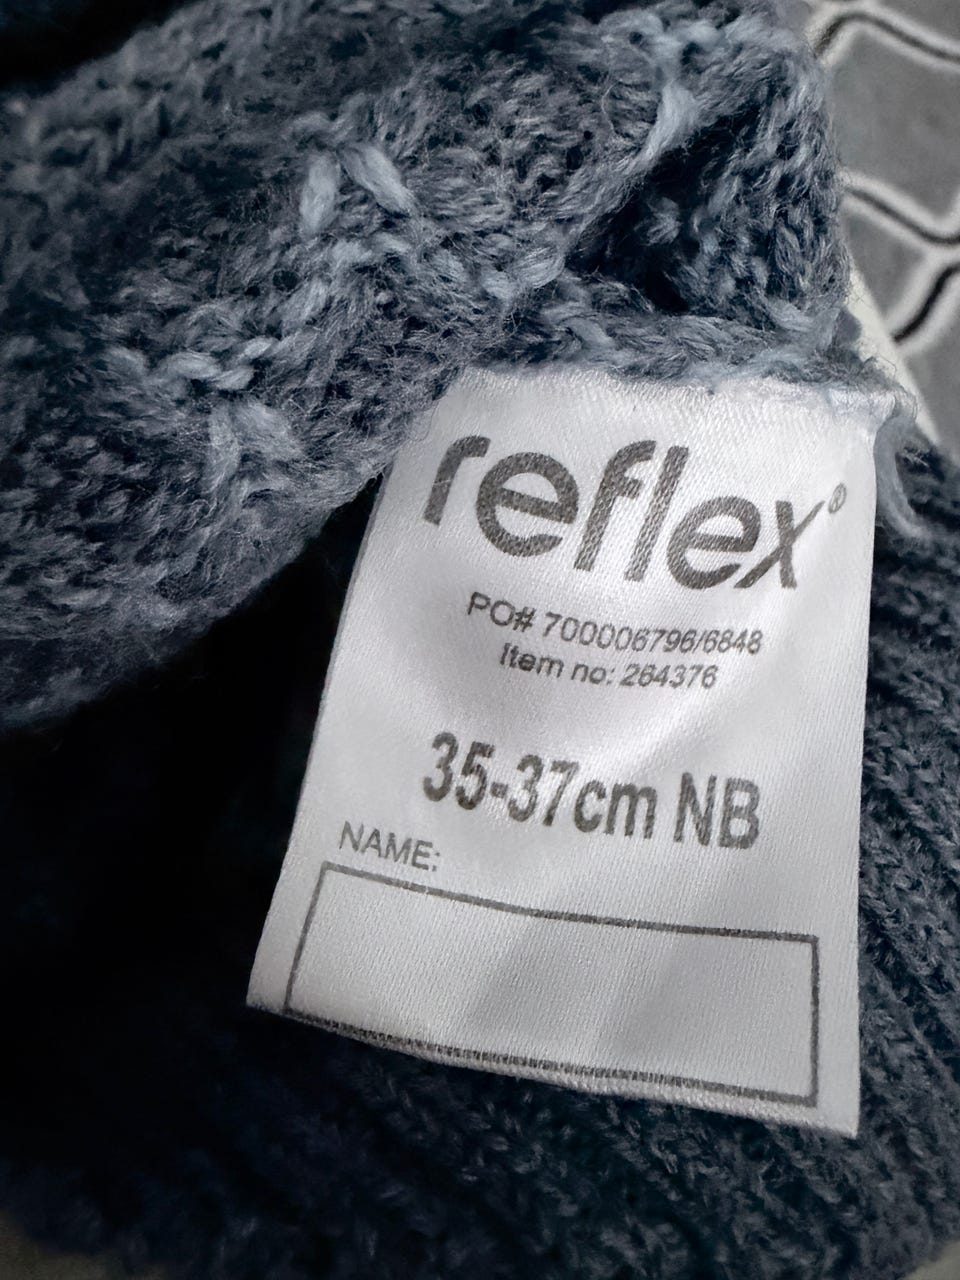 reflex®
PO# 700006796/6848
Item no: 264376
35-37cm NB
NAME: